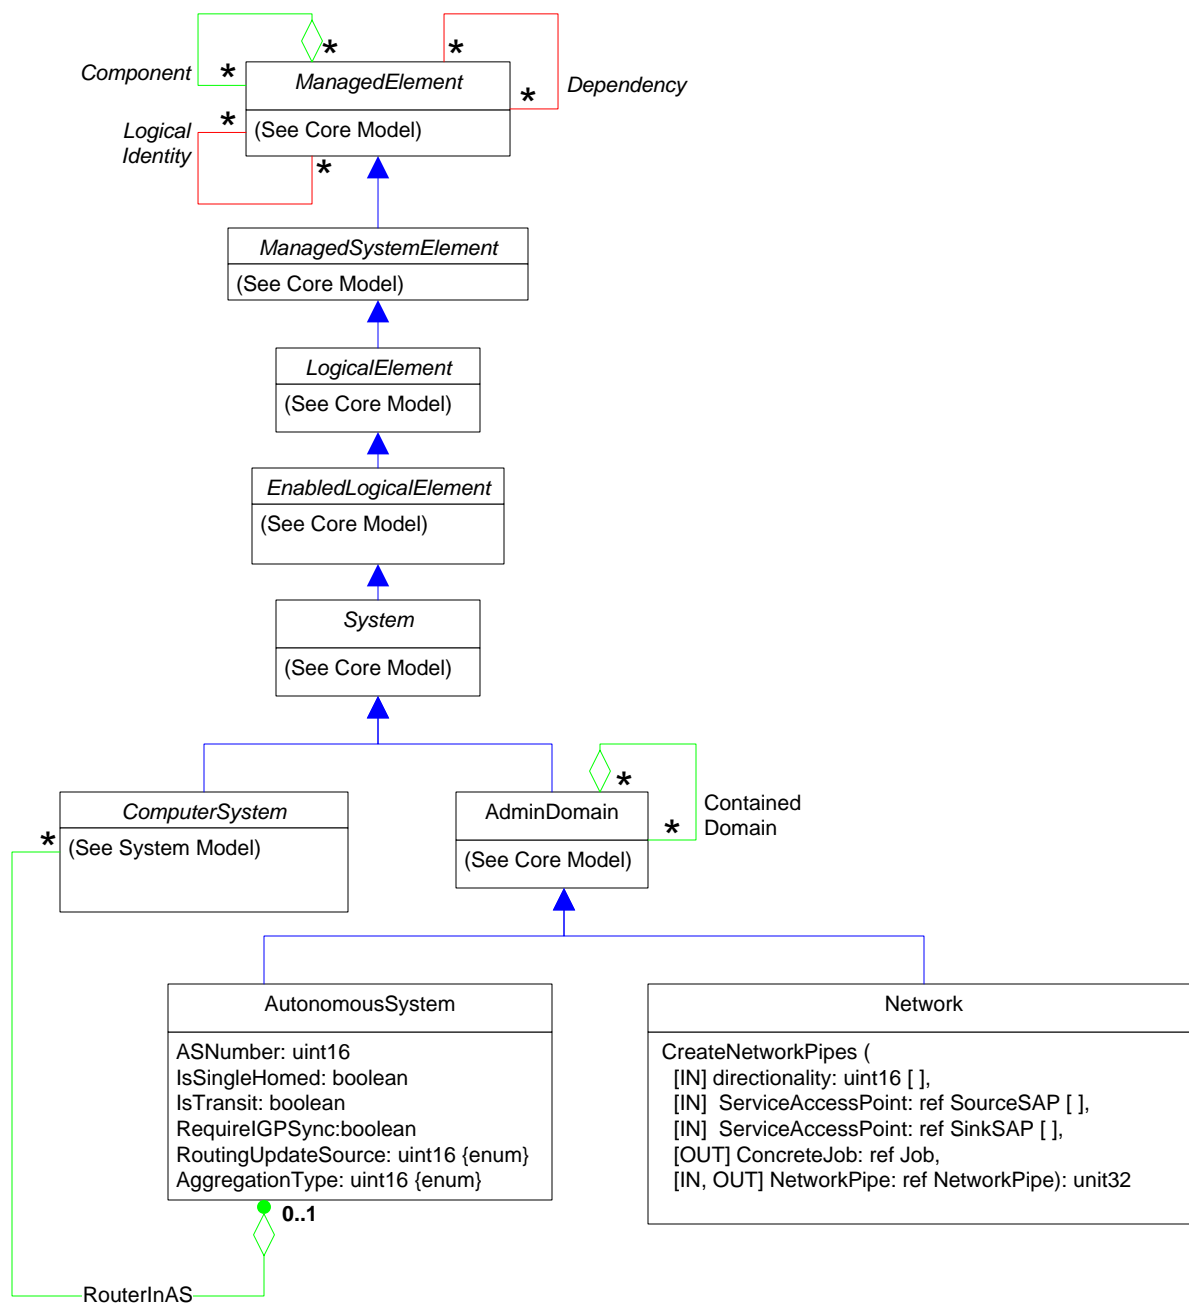 *
*
Component
*
ManagedElement
*
Dependency
*
(See Core Model)
Logical
Identity
*
ManagedSystemElement
(See Core Model)
LogicalElement
(See Core Model)
EnabledLogicalElement
(See Core Model)
System
(See Core Model)
ComputerSystem
*
(See System Model)
*
AdminDomain
*
Contained
Domain
(See Core Model)
AutonomousSystem
ASNumber: uint16
IsSingleHomed: boolean
IsTransit: boolean
RequireIGPSync:boolean
RoutingUpdateSource: uint16 {enum}
AggregationType: uint16 {enum}
0..1
RouterInAS
Network
CreateNetworkPipes (
[IN] directionality: uint16 [ ],
[IN]  ServiceAccessPoint: ref SourceSAP [ ],
[IN]  ServiceAccessPoint: ref SinkSAP [ ],
[OUT] ConcreteJob: ref Job,
[IN, OUT] NetworkPipe: ref NetworkPipe): unit32